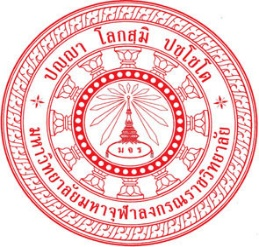 ปญฺญา โลกสฺมิ ปชฺโชโต
ม จ ร
มหาวิทยาลัยมหาจุฬาลงกรณราชวิทยาลัย